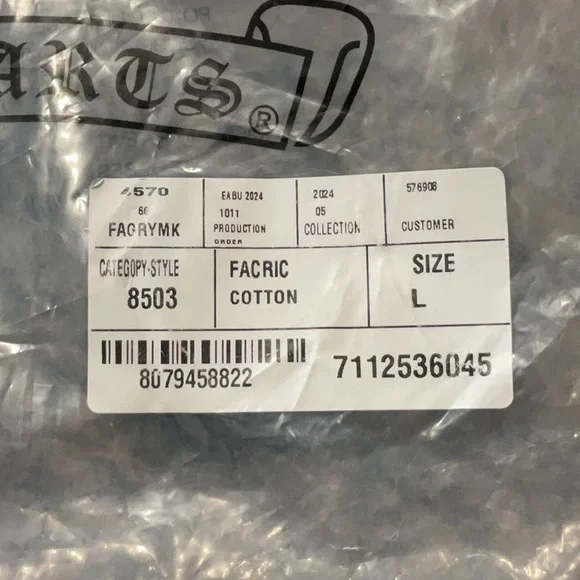 ARTS®
4570
66
FAGRYMK
EABU 2024
1011
PRODUCTION
ORDER
2024
05
COLLECTION
576908
CUSTOMER
CATEGOPY-STYLE
8503
FACRIC
COTTON
SIZE
L
8079458822
7112536045